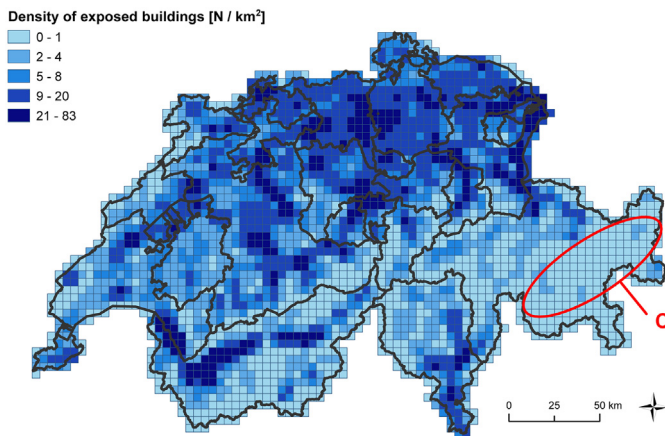 Density of exposed buildings [N / km²]
0 - 1
2 - 4
5 - 8
9 - 20
21 - 83
C
0 25 50 km